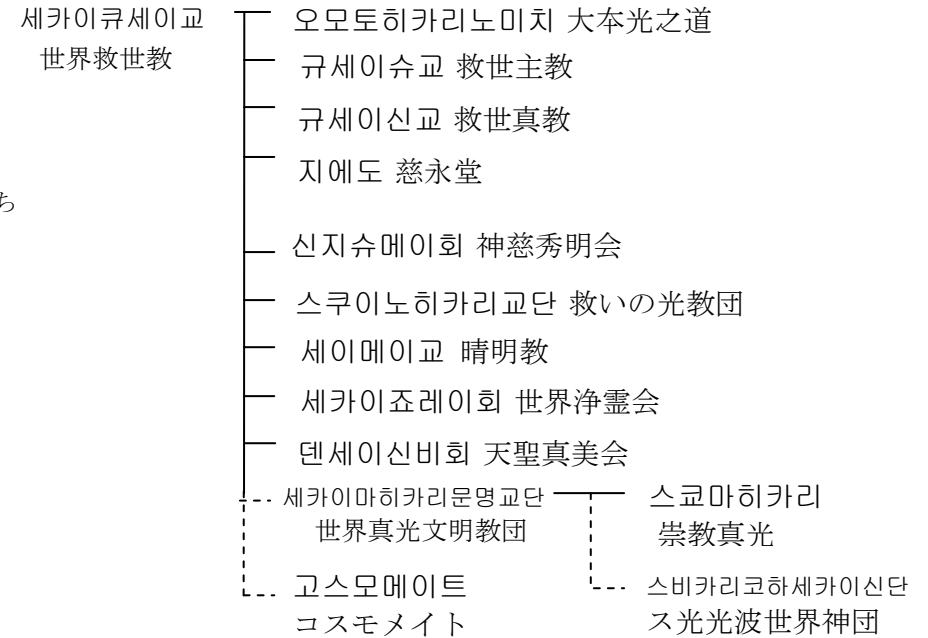 세카이큐세이교
世界救世教
오모토히카리노미치 大本光之道
규세이슈교 救世主教
규세이신교 救世真教
지에도 慈永堂
ち
신지슈메이회 神慈秀明会
스쿠이노히카리교단 救いの光教団
세이메이교 晴明教
세카이죠레이회 世界浄霊会
덴세이신비회 天聖真美会
세카이마히카리문명교단
世界真光文明教団
스쿄마히카리
崇教真光
고스모메이트
コスモメイト
스비카리코하세카이신단
ス光光波世界神団